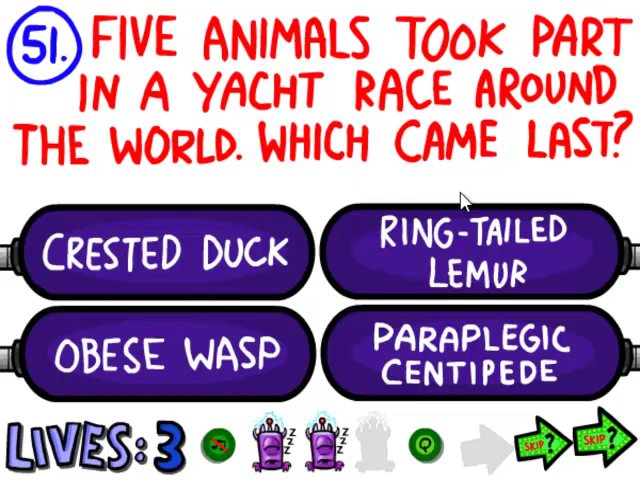 51. FIVE ANIMALS TOOK PART
IN A YACHT RACE AROUND
THE WORLD. WHICH CAME LAST?
CRESTED DUCK
RING-TAILED
LEMUR
OBESE WASP
PARAPLEGIC
CENTIPEDE
LIVES: 3
Z Z Z
Z Z Z
SKIP?
SKIP?